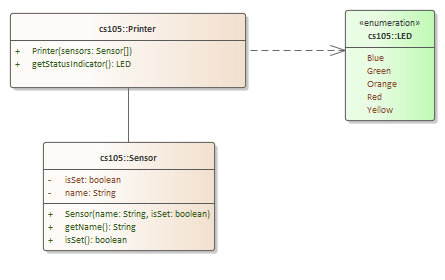 cs105::Printer
+ Printer(sensors: Sensor[])
+ getStatusIndicator(): LED
«enumeration»
cs105::LED
Blue
Green
Orange
Red
Yellow
cs105::Sensor
- isSet: boolean
- name: String
+ Sensor(name: String, isSet: boolean)
+ getName(): String
+ isSet(): boolean